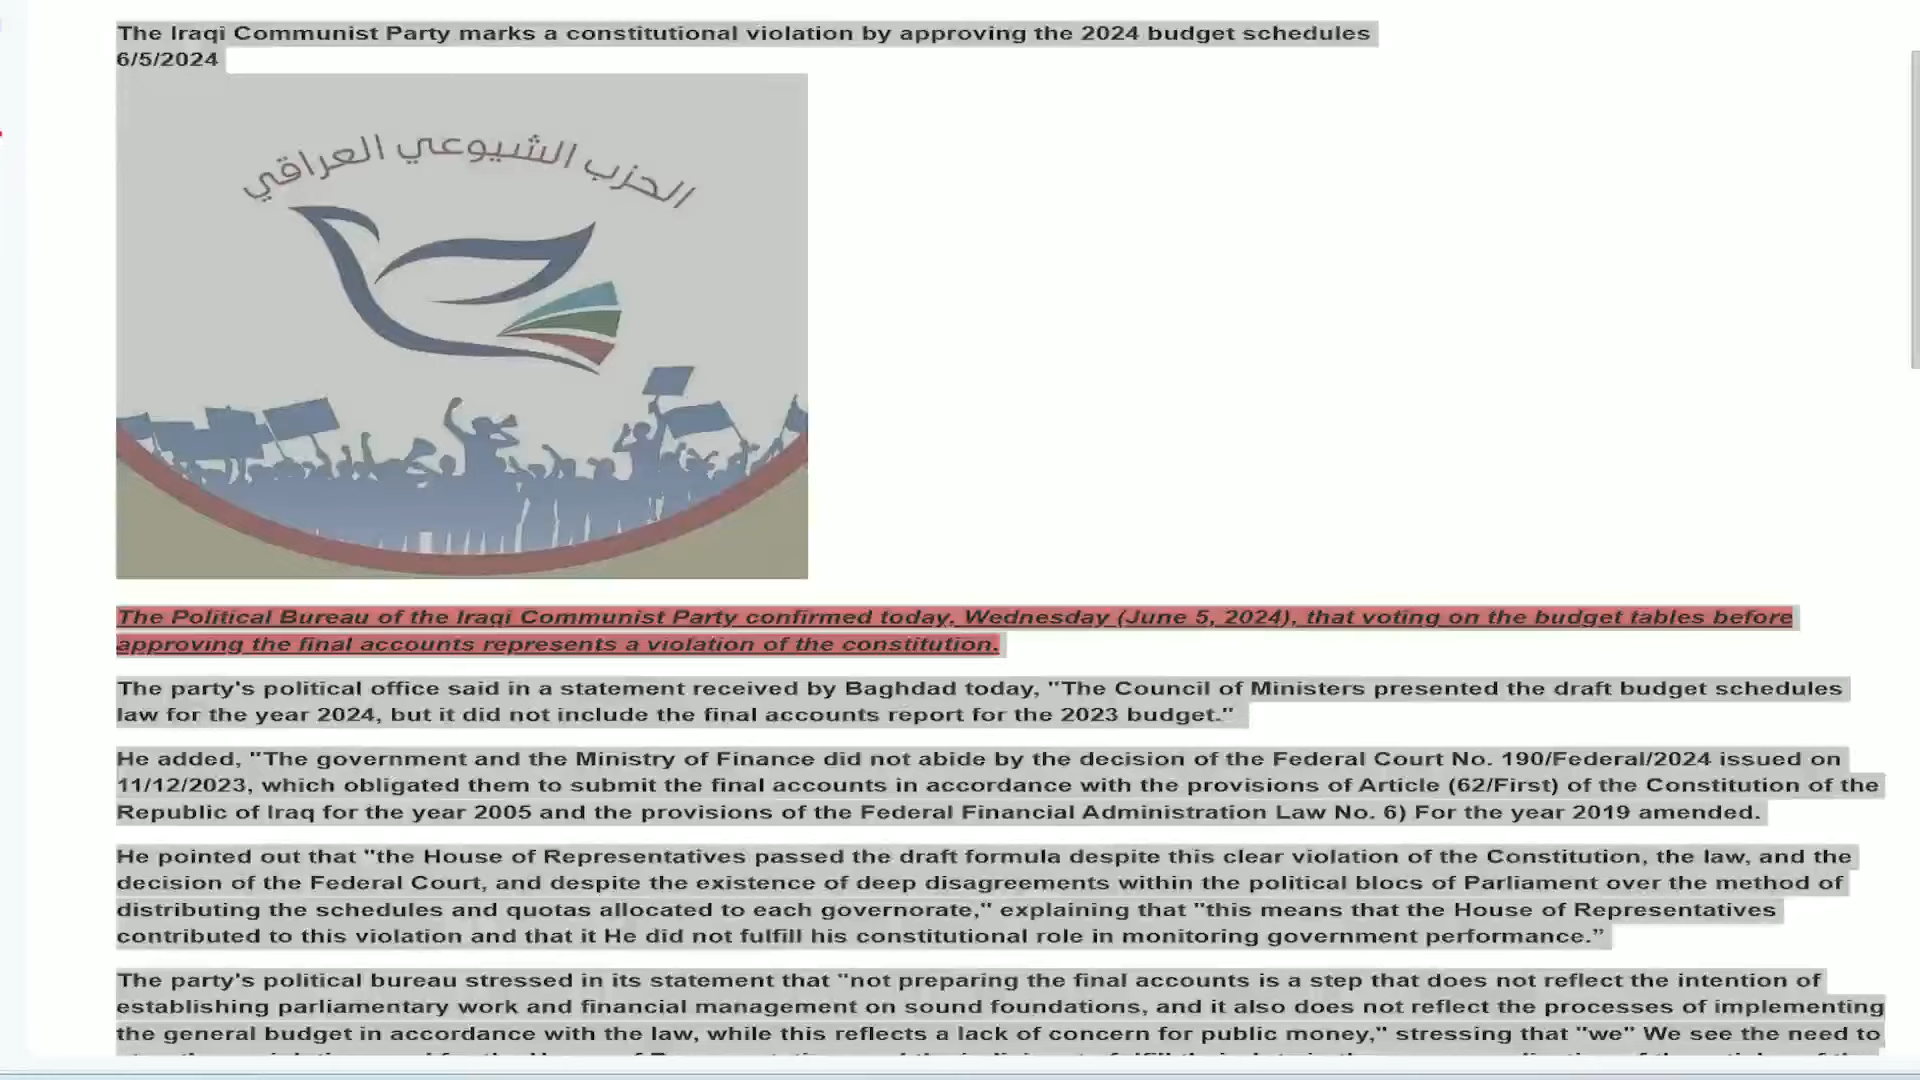 The Iraqi Communist Party marks a constitutional violation by approving the 2024 budget schedules
6/5/2024
الحزب الشيوعي العراقي
The Political Bureau of the Iraqi Communist Party confirmed today, Wednesday (June 5, 2024), that voting on the budget tables before
approving the final accounts represents a violation of the constitution.
The party's political office said in a statement received by Baghdad today, "The Council of Ministers presented the draft budget schedules
law for the year 2024, but it did not include the final accounts report for the 2023 budget."
He added, "The government and the Ministry of Finance did not abide by the decision of the Federal Court No. 190/Federal/2024 issued on
11/12/2023, which obligated them to submit the final accounts in accordance with the provisions of Article (62/First) of the Constitution of the
Republic of Iraq for the year 2005 and the provisions of the Federal Financial Administration Law No. 6) For the year 2019 amended.
He pointed out that "the House of Representatives passed the draft formula despite this clear violation of the Constitution, the law, and the
decision of the Federal Court, and despite the existence of deep disagreements within the political blocs of Parliament over the method of
distributing the schedules and quotas allocated to each governorate," explaining that "this means that the House of Representatives
contributed to this violation and that it He did not fulfill his constitutional role in monitoring government performance.”
The party's political bureau stressed in its statement that "not preparing the final accounts is a step that does not reflect the intention of
establishing parliamentary work and financial management on sound foundations, and it also does not reflect the processes of implementing
the general budget in accordance with the law, while this reflects a lack of concern for public money," stressing that "we" We see the need to